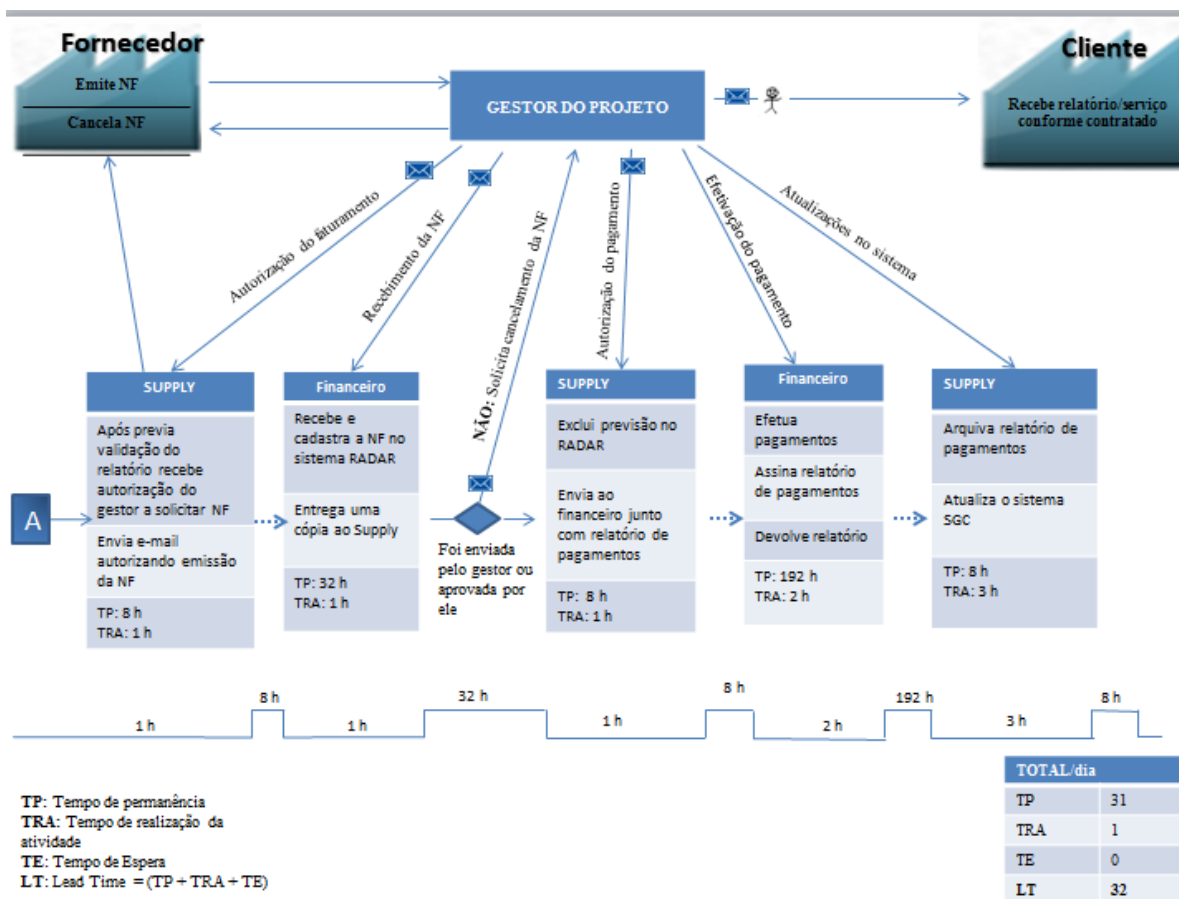 Fornecedor
Emite NF
Cancela NF
GESTOR DO PROJETO
Cliente
Recebe relatório/serviço
conforme contratado
Autorização do faturamento
Recebimento da NF
NÃO: Solicita cancelamento da NF
Autorização do pagamento
Efetivação do pagamento
Atualizações no sistema
A
SUPPLY
Após previa
validação do
relatório recebe
autorização do
gestor a solicitar NF
Envia e-mail
autorizando emissão
da NF
TP: 8 h
TRA: 1 h
Financeiro
Recebe e
cadastra a NF no
sistema RADAR
Entrega uma
cópia ao Supply
TP: 32 h
TRA: 1 h
Foi enviada
pelo gestor ou
aprovada por
ele
SUPPLY
Exclui previsão no
RADAR
Envia ao
financeiro junto
com relatório de
pagamentos
TP: 8 h
TRA: 1 h
Financeiro
Efetua
pagamentos
Assina relatório
de pagamentos
Devolve relatório
TP: 192 h
TRA: 2 h
SUPPLY
Arquiva relatório de
pagamentos
Atualiza o sistema
SGC
TP: 8 h
TRA: 3 h
1 h
8 h
1 h
32 h
1 h
8 h
2 h
192 h
3 h
8 h
TP: Tempo de permanência
TRA: Tempo de realização da
atividade
TE: Tempo de Espera
LT: Lead Time = (TP + TRA + TE)
TOTAL/dia
TP 31
TRA 1
TE 0
LT 32